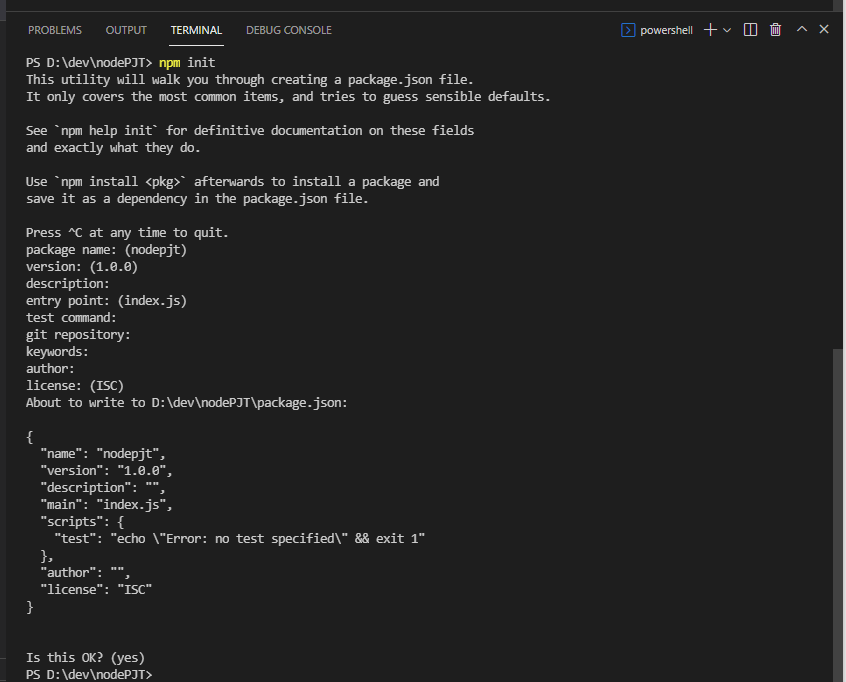 PROBLEMS OUTPUT TERMINAL DEBUG CONSOLE powershell
PS D:\dev\nodePJT> npm init
This utility will walk you through creating a package.json file.
It only covers the most common items, and tries to guess sensible defaults.
See `npm help init` for definitive documentation on these fields
and exactly what they do.
Use `npm install <pkg>` afterwards to install a package and
save it as a dependency in the package.json file.
Press ^C at any time to quit.
package name: (nodepjt)
version: (1.0.0)
description:
entry point: (index.js)
test command:
git repository:
keywords:
author:
license: (ISC)
About to write to D:\dev\nodePJT\package.json:
{
  "name": "nodepjt",
  "version": "1.0.0",
  "description": "",
  "main": "index.js",
  "scripts": {
    "test": "echo \"Error: no test specified\" && exit 1"
  },
  "author": "",
  "license": "ISC"
}
Is this OK? (yes)
PS D:\dev\nodePJT>